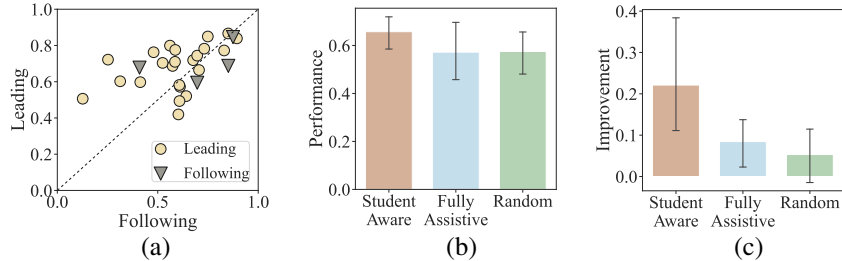 Leading
1.0
0.8
0.6
0.4
0.2
0.0
Leading
Following
0.0
0.5
1.0
Following
(a)
Performance
0.6
0.4
0.2
0.0
Student
Aware
Fully
Assistive
Random
(b)
Improvement
0.4
0.3
0.2
0.1
0.0
Student
Aware
Fully
Assistive
Random
(c)